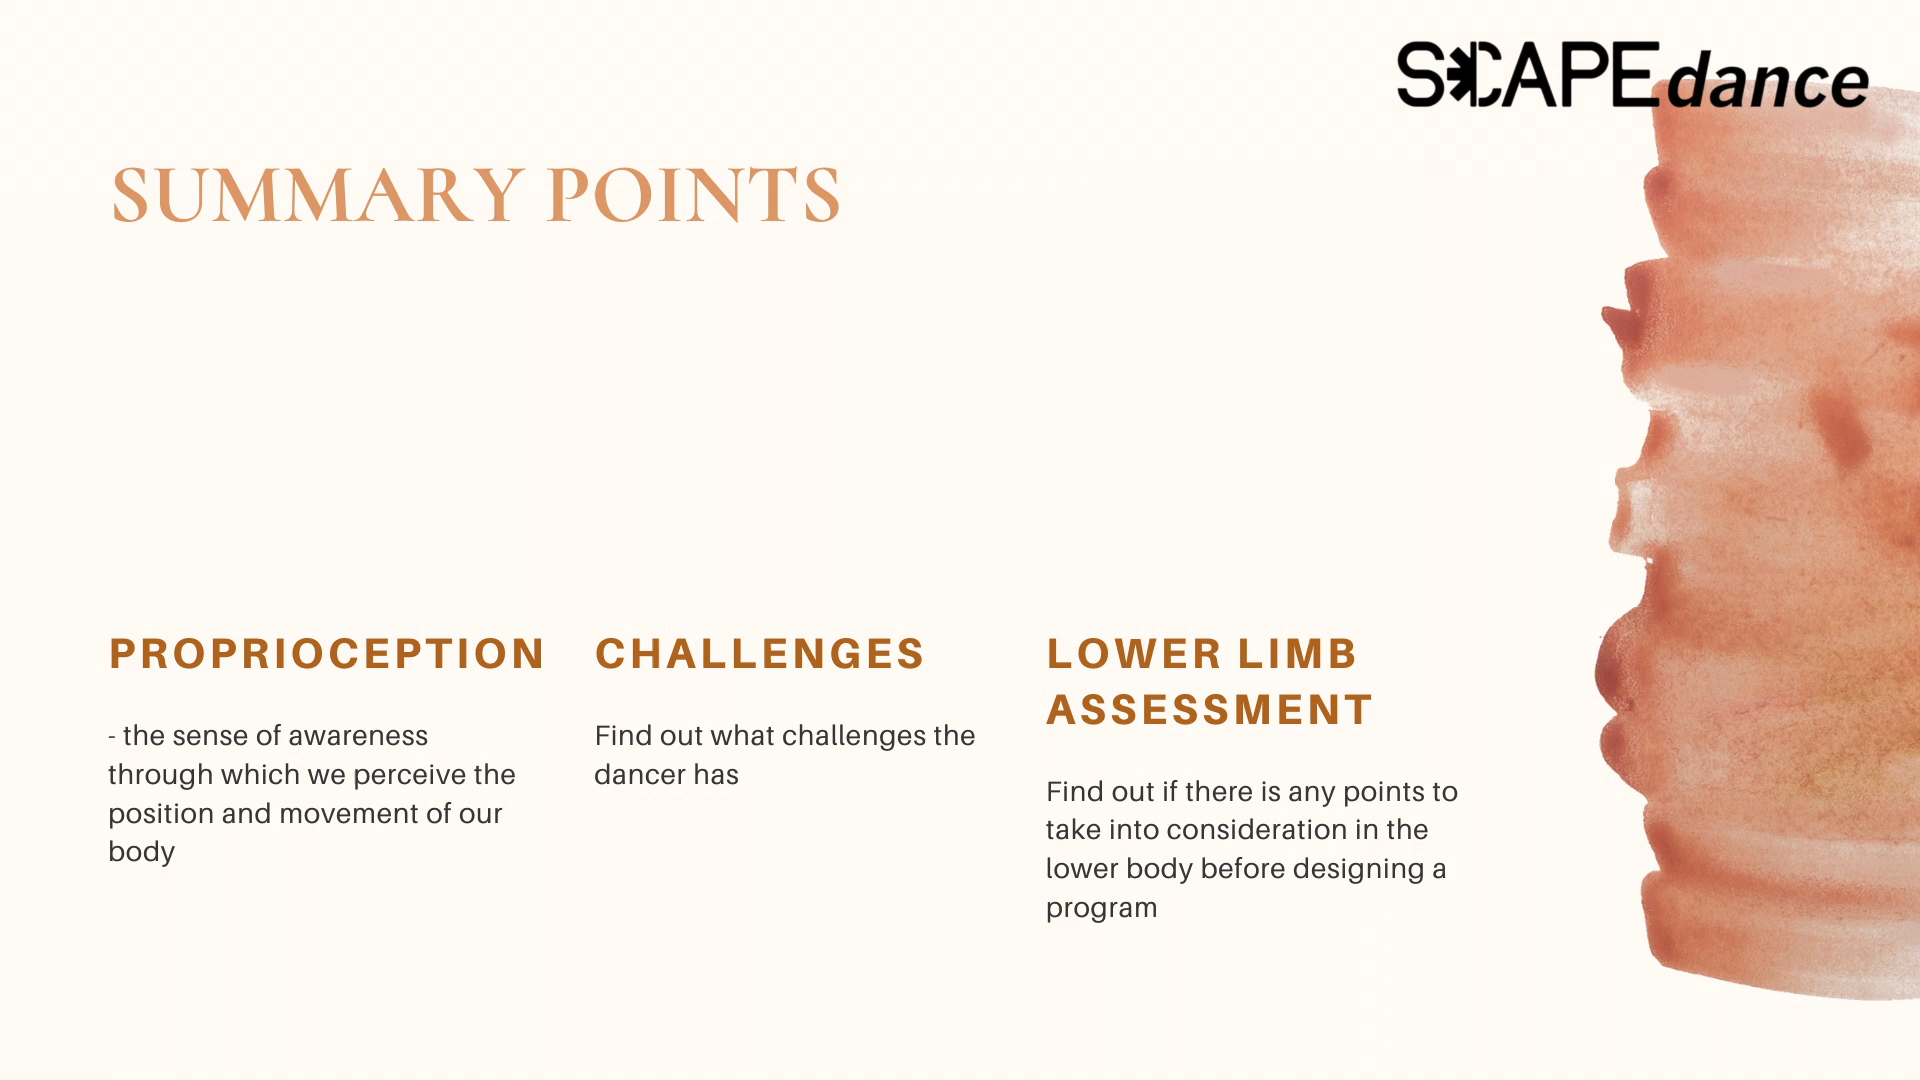 SCAPEdance
SUMMARY POINTS
PROPRIOCEPTION
- the sense of awareness
through which we perceive the
position and movement of our
body
CHALLENGES
Find out what challenges the
dancer has
LOWER LIMB
ASSESSMENT
Find out if there is any points to
take into consideration in the
lower body before designing a
program